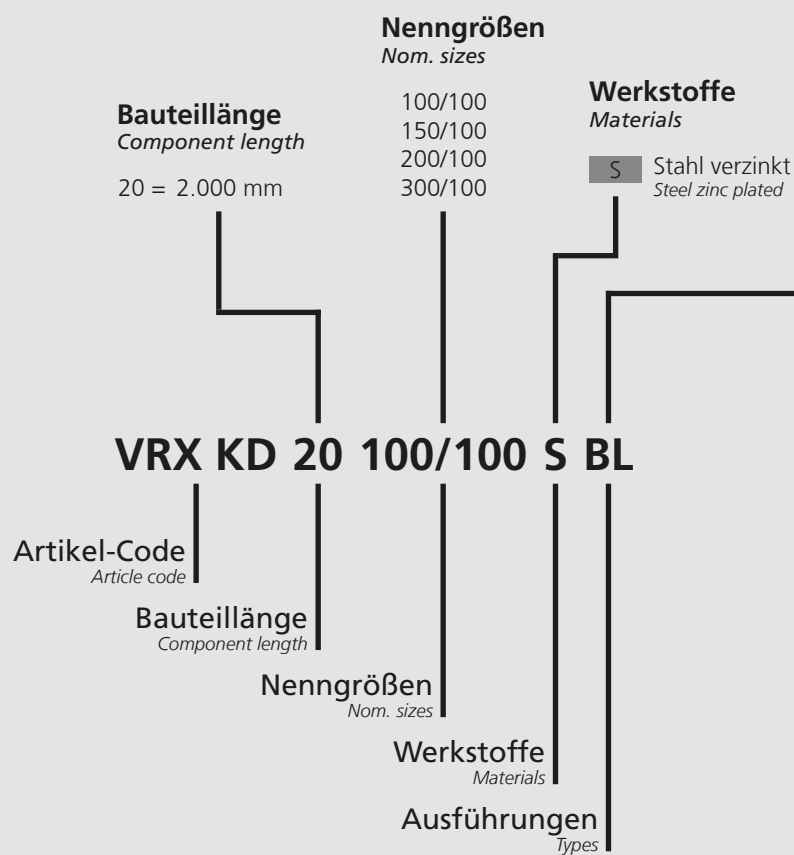 Nenngrößen
Nom. sizes
100/100
150/100
200/100
300/100
Bauteillänge
Component length
20 = 2.000 mm
Werkstoffe
Materials
S Stahl verzinkt
Steel zinc plated
VRX KD 20 100/100 S BL
Artikel-Code
Article code
Bauteillänge
Component length
Nenngrößen
Nom. sizes
Werkstoffe
Materials
Ausführungen
Types